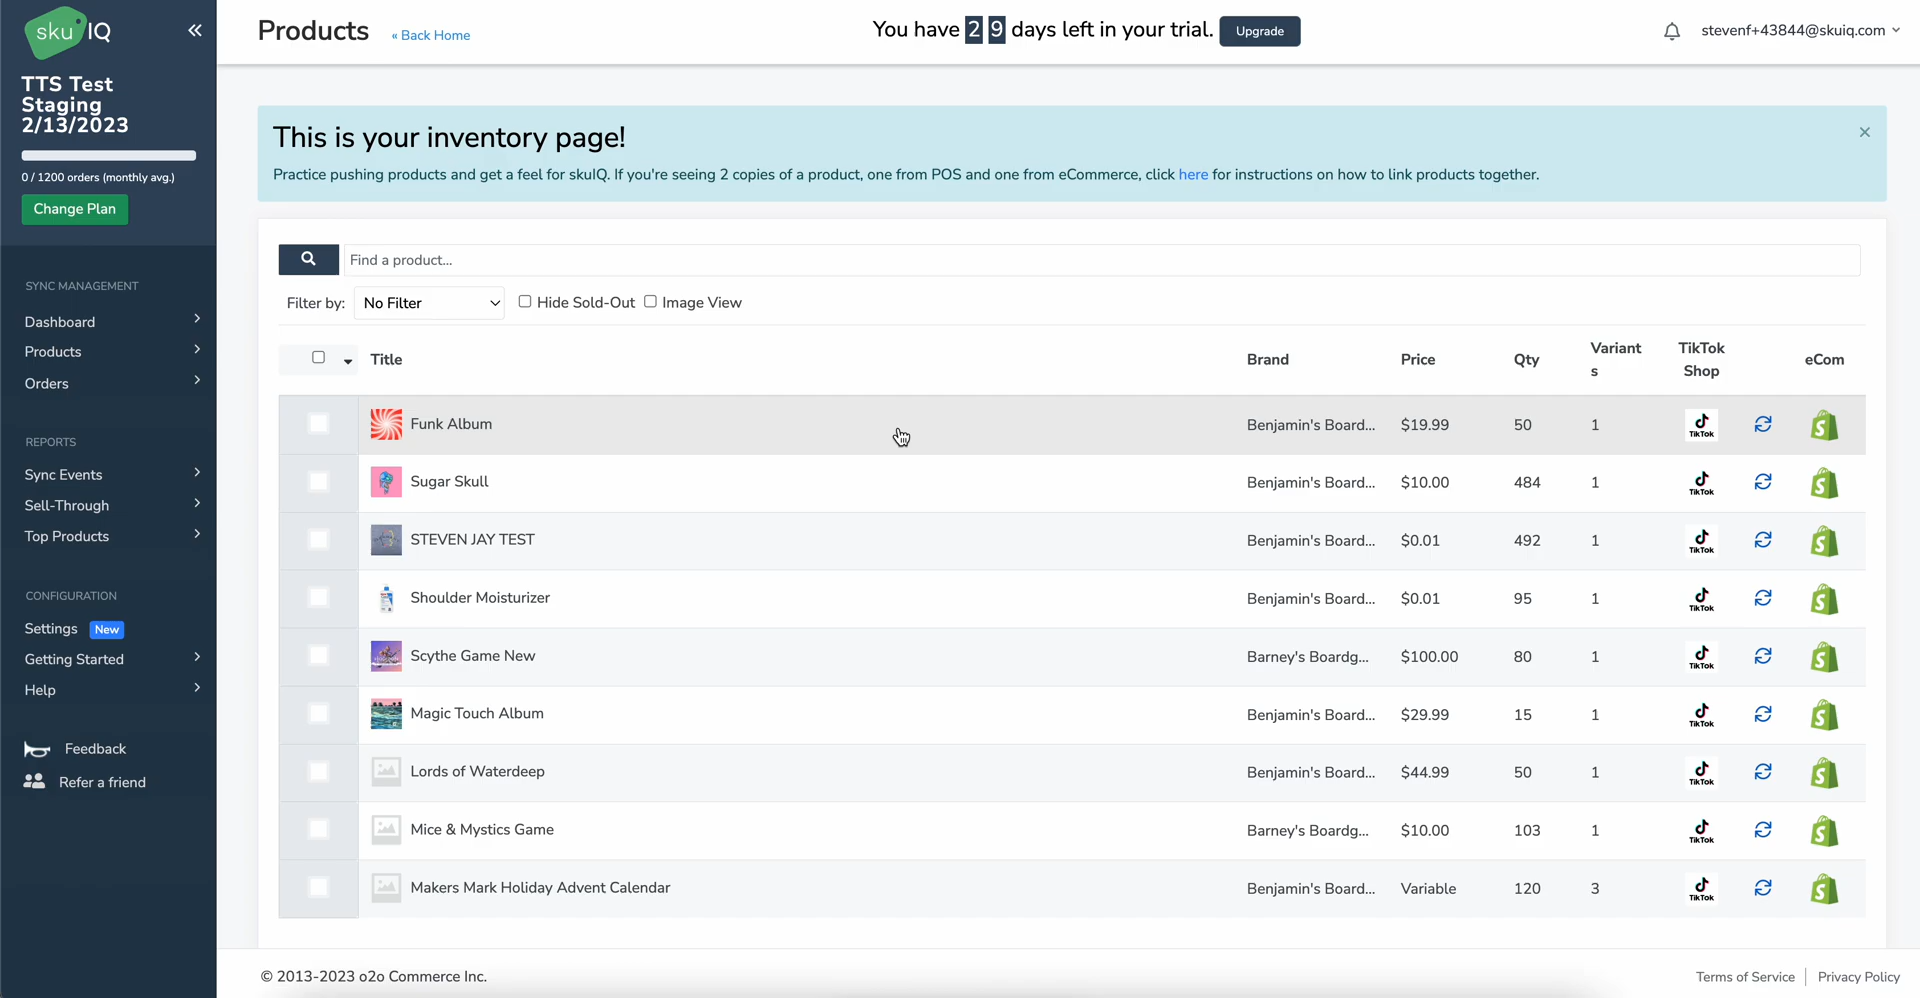 skuIQ
TTS Test
Staging
2/13/2023
0 / 1200 orders (monthly avg.)
Change Plan
SYNC MANAGEMENT
Dashboard
Products
Orders
REPORTS
Sync Events
Sell-Through
Top Products
CONFIGURATION
Settings New
Getting Started
Help
Feedback
Refer a friend
Products « Back Home
You have 29 days left in your trial. Upgrade
stevenf+43844@skuiq.com
This is your inventory page!
Practice pushing products and get a feel for skuIQ. If you're seeing 2 copies of a product, one from POS and one from eCommerce, click here for instructions on how to link products together.
Find a product...
Filter by: No Filter Hide Sold-Out Image View
Title Brand Price Qty Variants TikTok Shop eCom
Funk Album Benjamin's Board... $19.99 50 1 TikTok
Sugar Skull Benjamin's Board... $10.00 484 1 TikTok
STEVEN JAY TEST Benjamin's Board... $0.01 492 1 TikTok
Shoulder Moisturizer Benjamin's Board... $0.01 95 1 TikTok
Scythe Game New Barney's Boardg... $100.00 80 1 TikTok
Magic Touch Album Benjamin's Board... $29.99 15 1 TikTok
Lords of Waterdeep Benjamin's Board... $44.99 50 1 TikTok
Mice & Mystics Game Barney's Boardg... $10.00 103 1 TikTok
Makers Mark Holiday Advent Calendar Benjamin's Board... Variable 120 3 TikTok
© 2013-2023 o2o Commerce Inc.
Terms of Service Privacy Policy